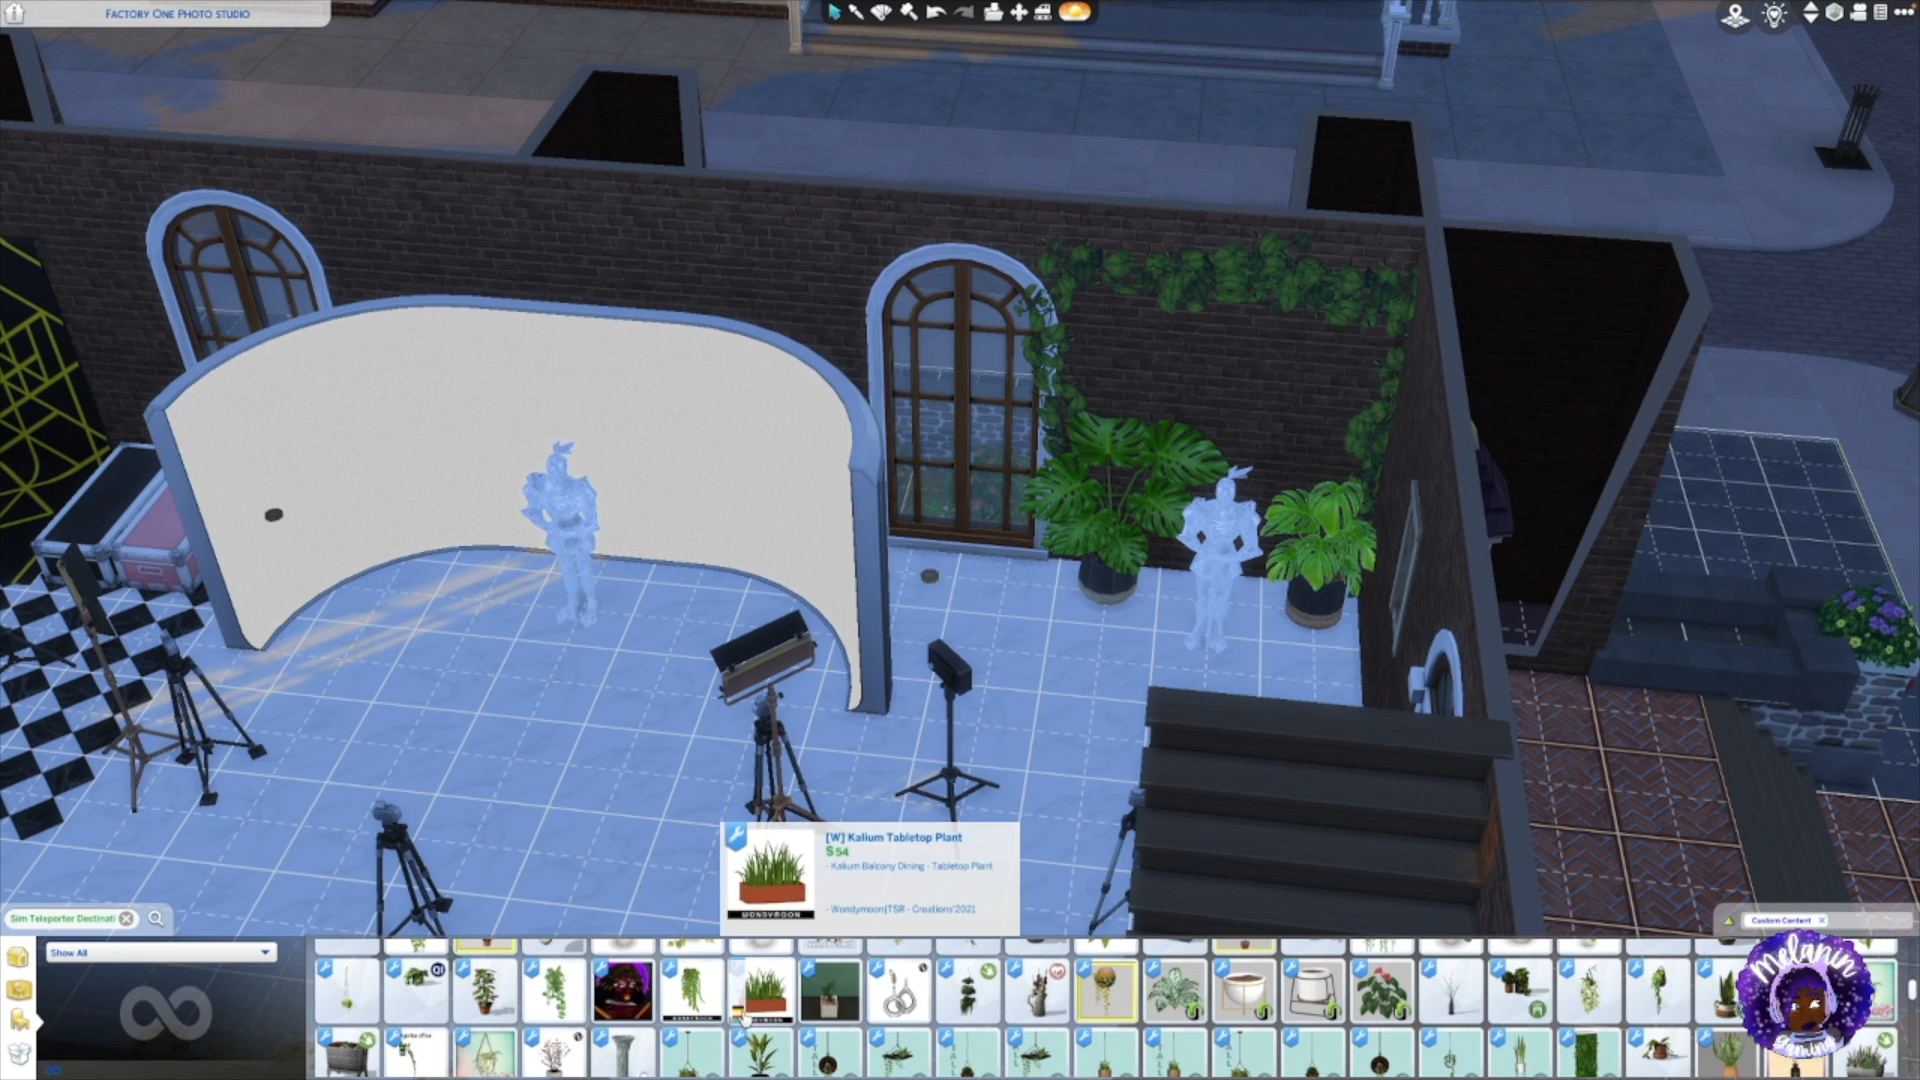 Factory One Photo studio
[W] Kalium Tabletop Plant
$54
- Kalium Balcony Dining - Tabletop Plant
- Wondymoon|TSR - Creations'2021
WONDYMOON
Sim Teleporter Destinati
Custom Content
Show All
Melanin
Gaming